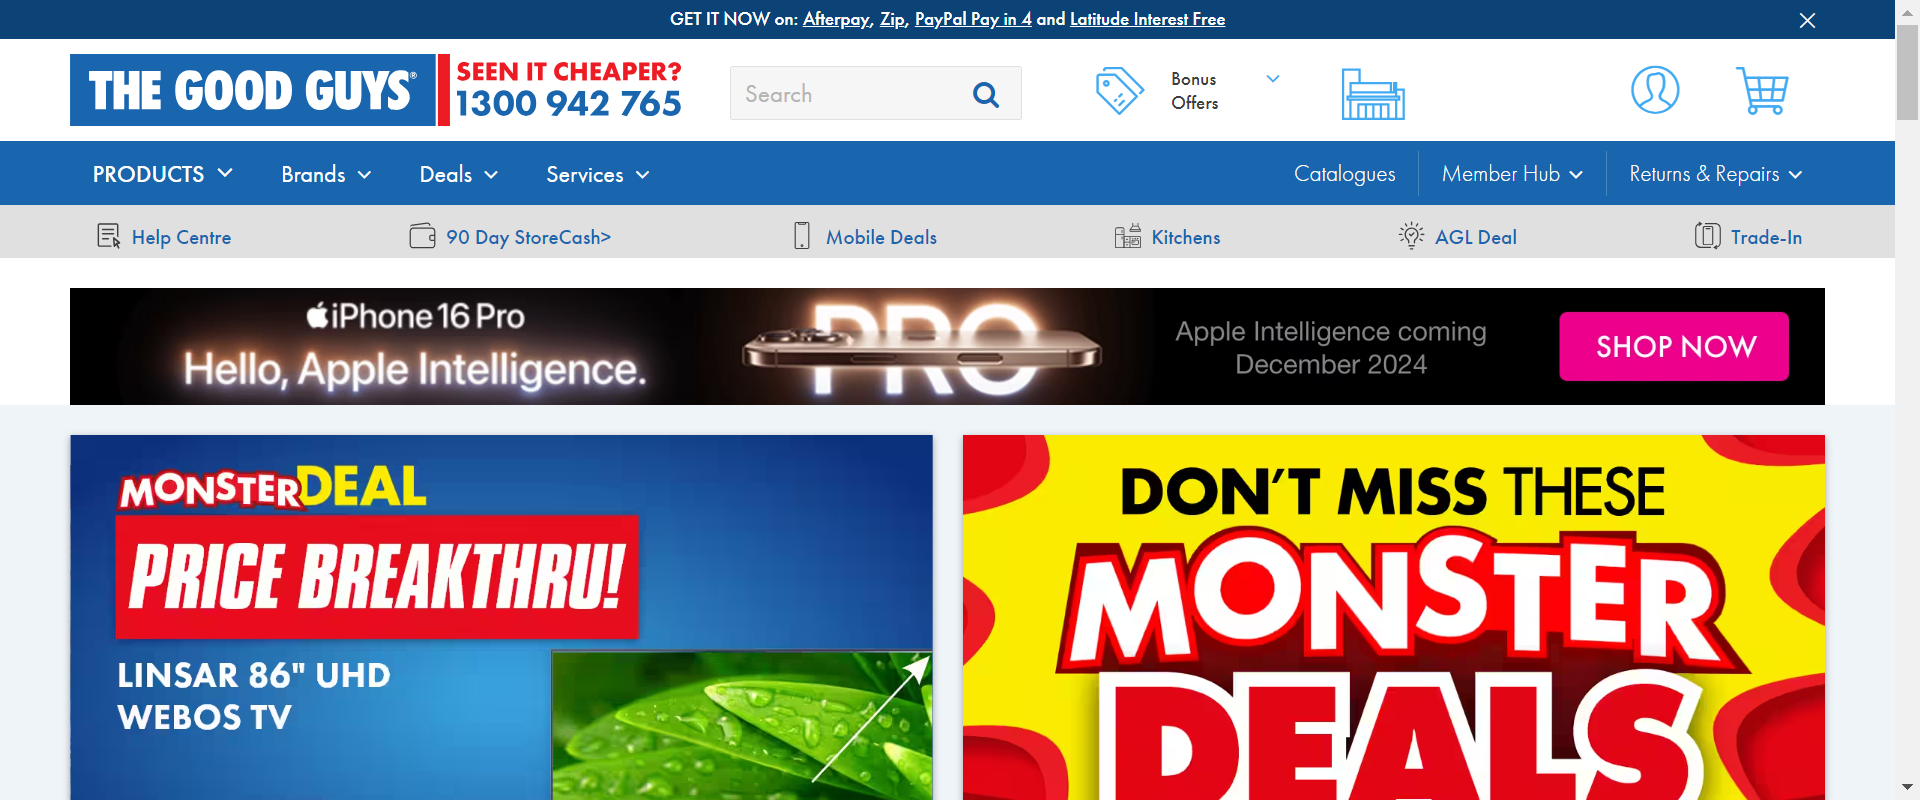 GET IT NOW on: Afterpay, Zip, PayPal Pay in 4 and Latitude Interest Free
THE GOOD GUYS®
SEEN IT CHEAPER?
1300 942 765
Search
Bonus
Offers
PRODUCTS
Brands
Deals
Services
Catalogues
Member Hub
Returns & Repairs
Help Centre
90 Day StoreCash>
Mobile Deals
Kitchens
AGL Deal
Trade-In
iPhone 16 Pro
Hello, Apple Intelligence.
PRO
Apple Intelligence coming
December 2024
SHOP NOW
MONSTER DEAL
PRICE BREAKTHRU!
LINSAR 86" UHD
WEBOS TV
DON'T MISS THESE
MONSTER
DEALS